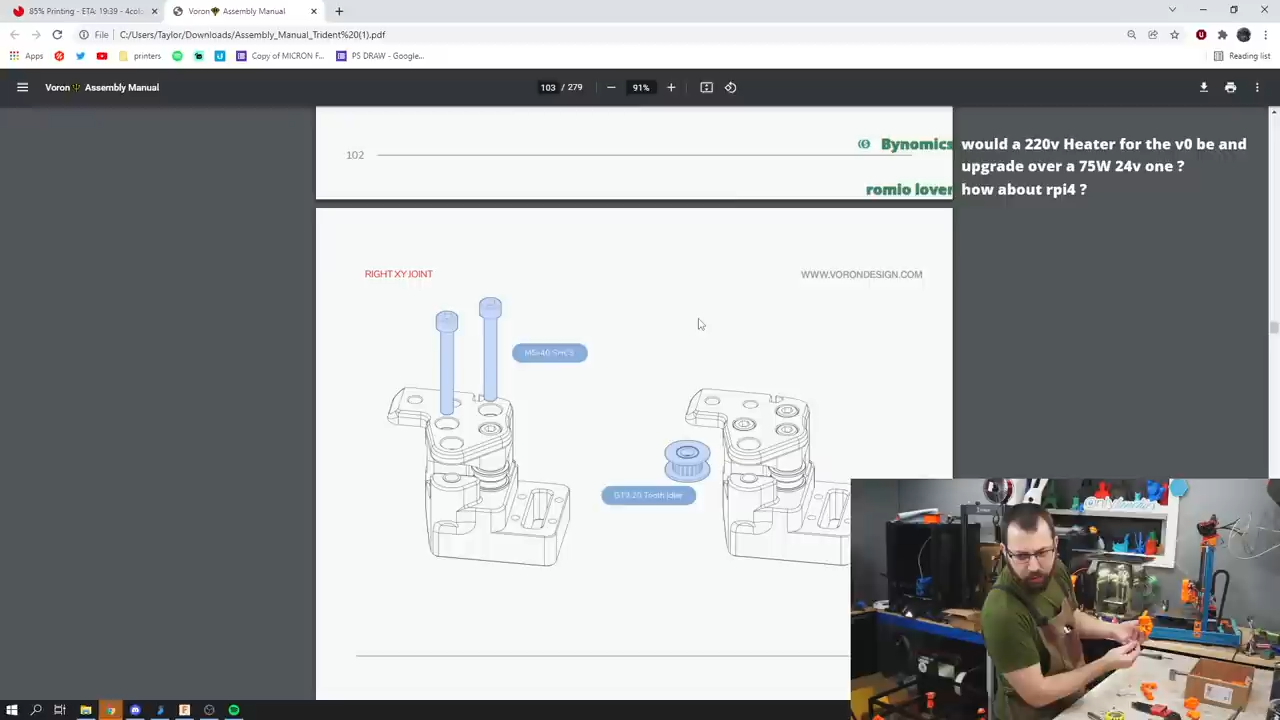 85% Printing - ETA: 19:39 - 4colo
Voron Assembly Manual
File
C:/Users/Taylor/Downloads/Assembly_Manual_Trident%20(1).pdf
Apps
printers
Copy of MICRON F...
PS DRAW - Google...
Reading list
Voron Assembly Manual
103 / 279
91%
102
Bynomics would a 220v Heater for the v0 be and
upgrade over a 75W 24v one ?
romio lover how about rpi4 ?
RIGHT XY JOINT
WWW.VORONDESIGN.COM
M5x40 SHCS
GT2 20 Tooth Idler